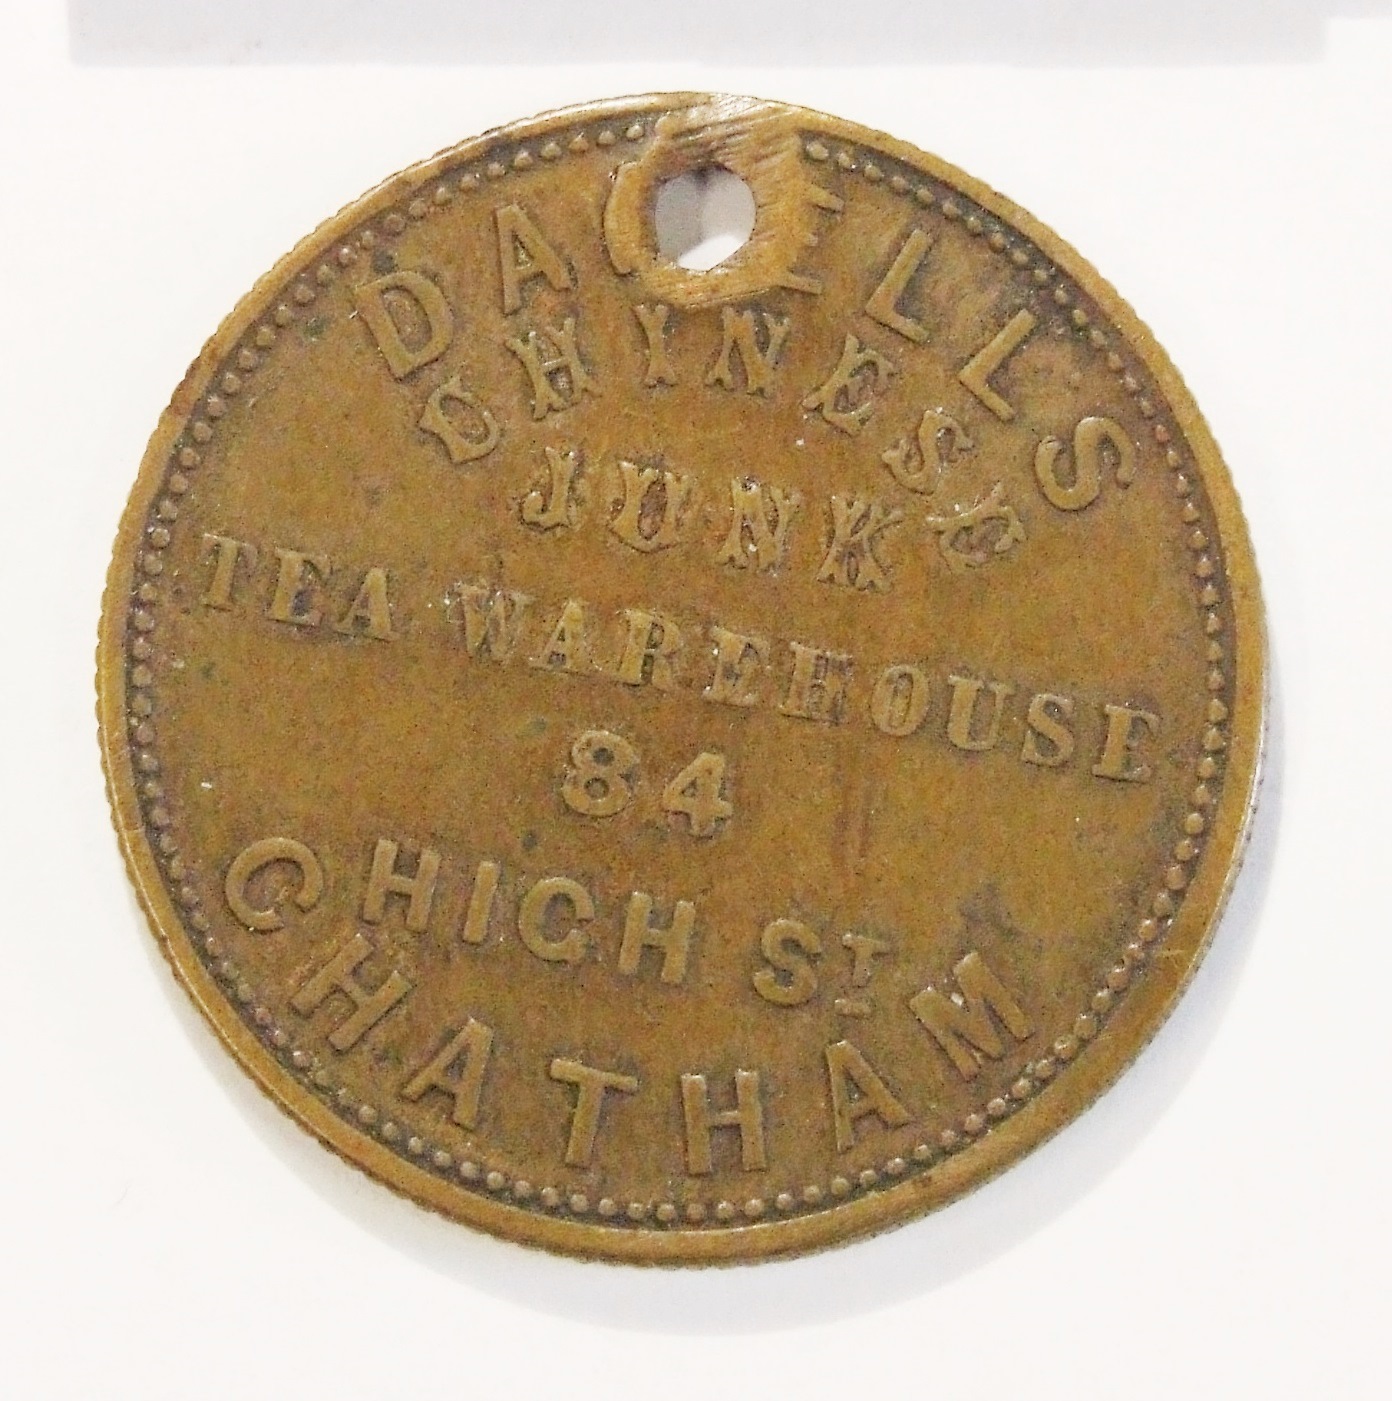 CHINESE
JUNK
TEA WAREHOUSE
84
HIGH ST
CHATHAM